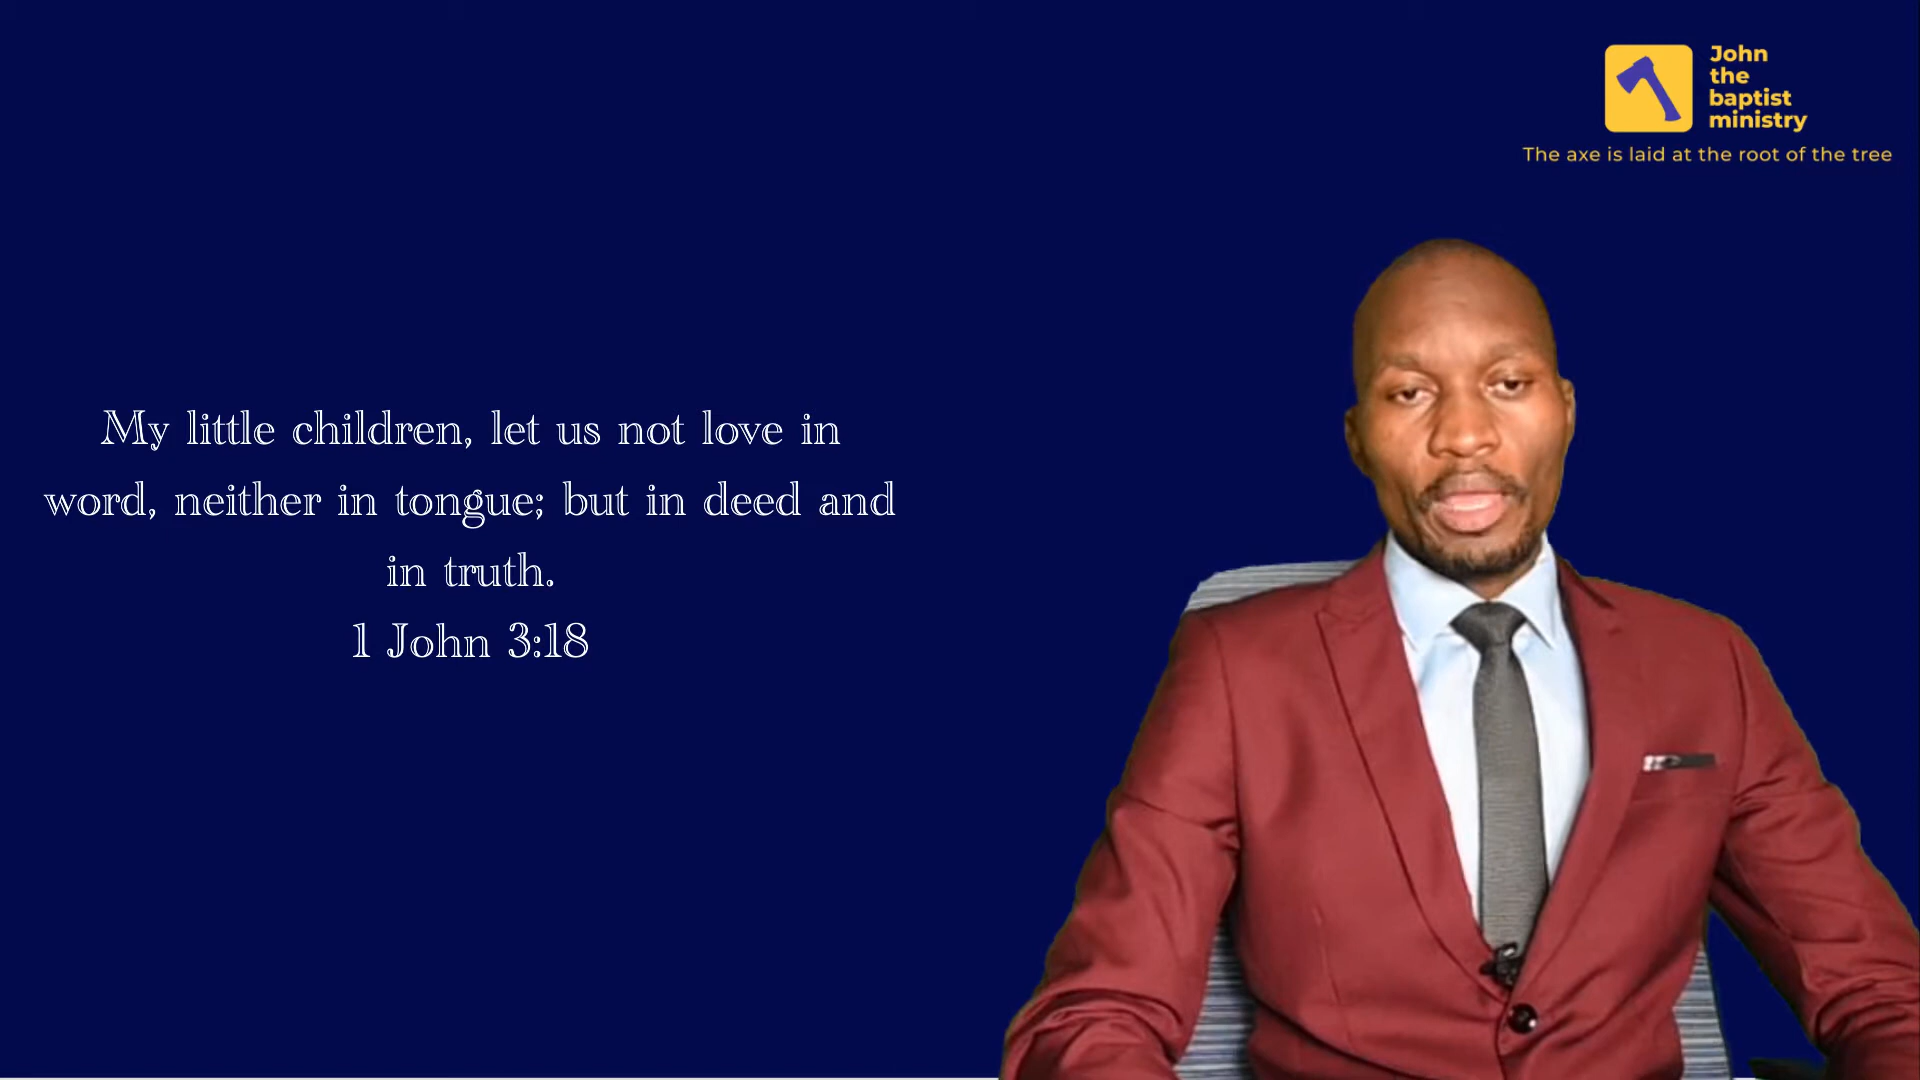 John
the
baptist
ministry
The axe is laid at the root of the tree
My little children, let us not love in
word, neither in tongue; but in deed and
in truth.
1 John 3:18